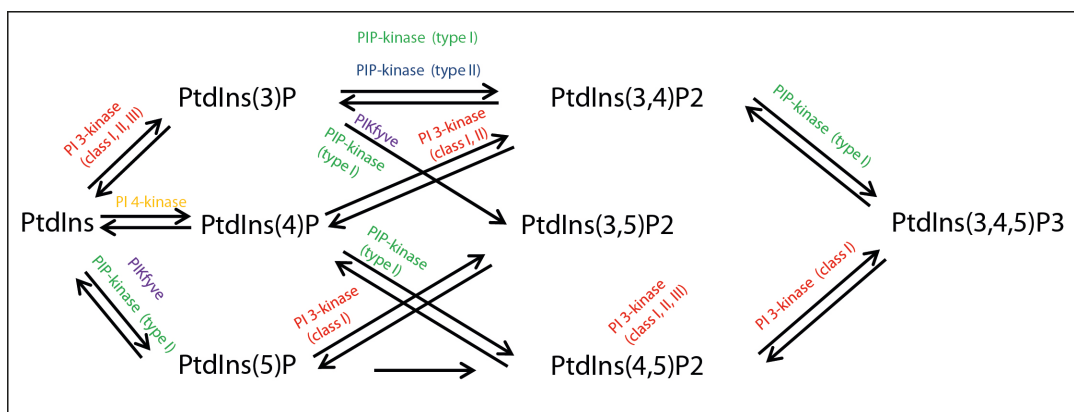 PIP-kinase (type I)
PIP-kinase (type II)
PtdIns(3)P
PtdIns(3,4)P2
PI 3-kinase
(class I, II, III)
PIKfyve
PIP-kinase
(type I)
PI 3-kinase
(class I, II)
PIP-kinase (type I)
PI 4-kinase
PtdIns
PtdIns(4)P
PtdIns(3,5)P2
PtdIns(3,4,5)P3
PIKfyve
PIP-kinase (type I)
PIP-kinase
(type I)
PI 3-kinase
(class I)
PI 3-kinase
(class I, II, III)
PI 3-kinase (class I)
PtdIns(5)P
PtdIns(4,5)P2